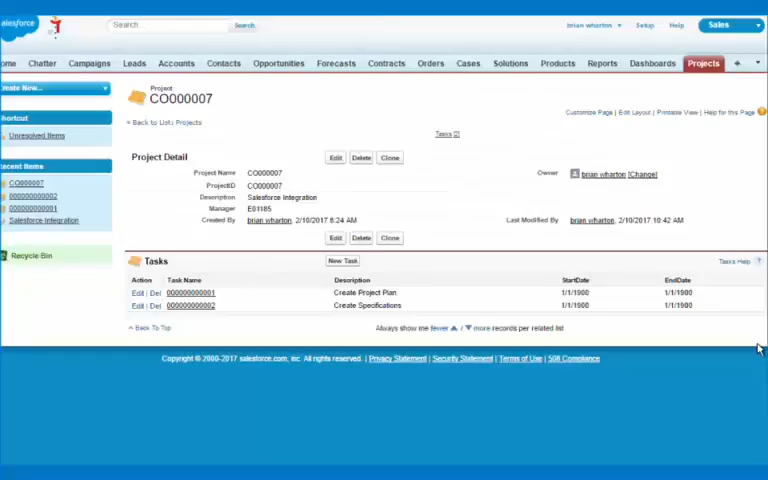 salesforce
Search
Search
brian wharton
Setup
Help
Sales
ome Chatter Campaigns Leads Accounts Contacts Opportunities Forecasts Contracts Orders Cases Solutions Products Reports Dashboards Projects +
reate New...
hortcut
Unresolved Items
ecent Items
CO000007
000000000002
000000000001
Salesforce Integration
Recycle Bin
Project
CO000007
Customize Page | Edit Layout | Printable View | Help for this Page
« Back to List: Projects
Tasks [2]
Project Detail
Edit Delete Clone
Project Name CO000007
Owner brian wharton [Change]
ProjectID CO000007
Description Salesforce Integration
Manager E01185
Created By brian wharton, 2/10/2017 8:24 AM
Last Modified By brian wharton, 2/10/2017 10:42 AM
Edit Delete Clone
Tasks
New Task
Tasks Help ?
Action Task Name Description StartDate EndDate
Edit | Del 000000000001 Create Project Plan 1/1/1900 1/1/1900
Edit | Del 000000000002 Create Specifications 1/1/1900 1/1/1900
Back To Top
Always show me fewer / more records per related list
Copyright © 2000-2017 salesforce.com, inc. All rights reserved. | Privacy Statement | Security Statement | Terms of Use | 508 Compliance